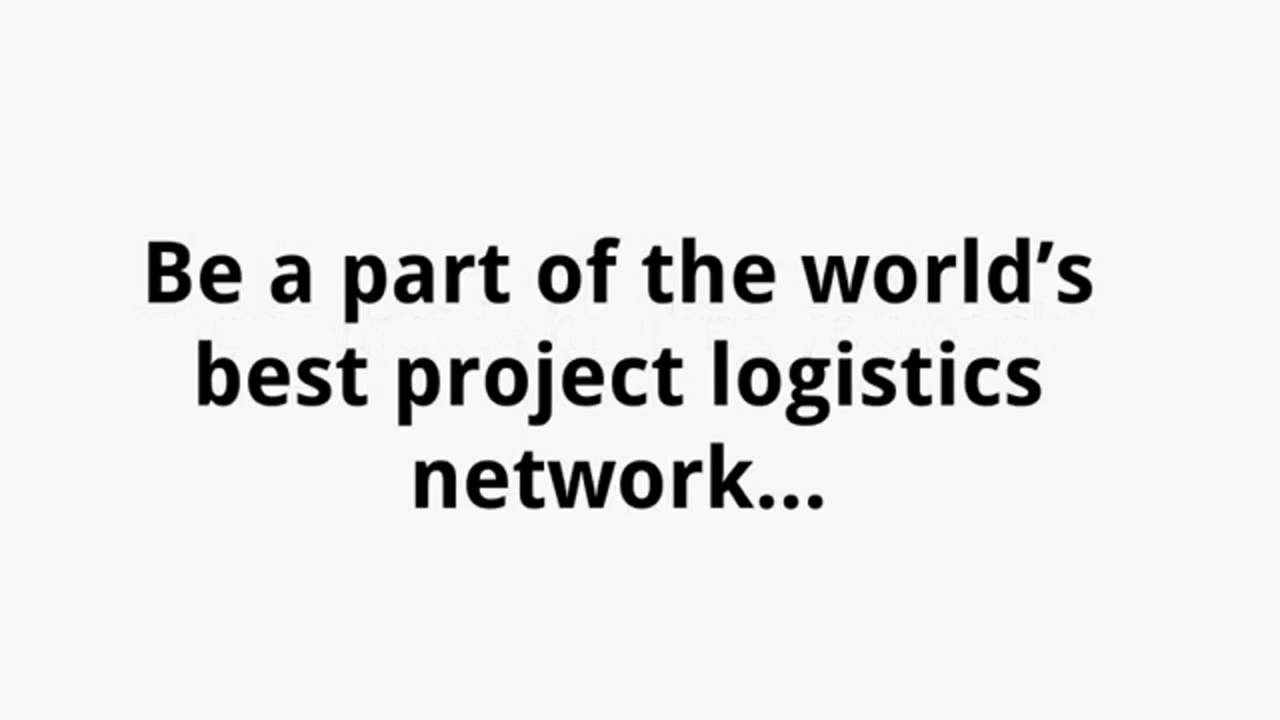 Be a part of the world’s
best project logistics
network...